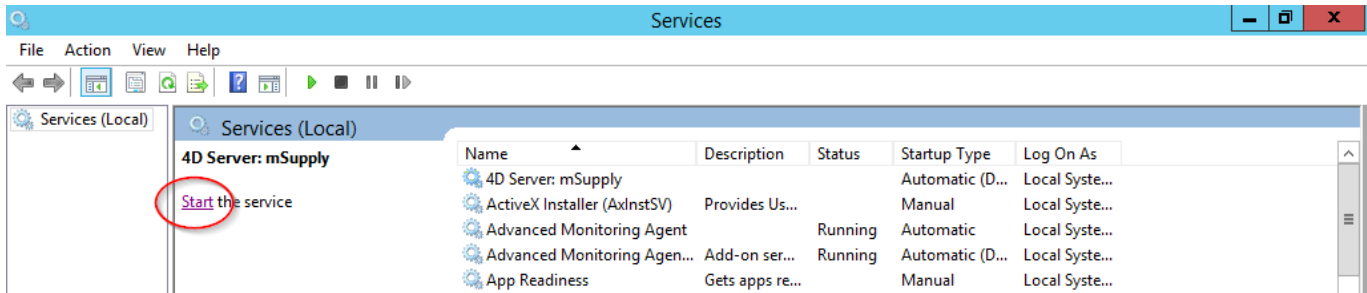 Services
File Action View Help
Services (Local)
Services (Local)
4D Server: mSupply
Start the service
Name Description Status Startup Type Log On As
4D Server: mSupply Automatic (D... Local Syste...
ActiveX Installer (AxInstSV) Provides Us... Manual Local Syste...
Advanced Monitoring Agent Running Automatic Local Syste...
Advanced Monitoring Agen... Add-on ser... Running Automatic (D... Local Syste...
App Readiness Gets apps re... Manual Local Syste...